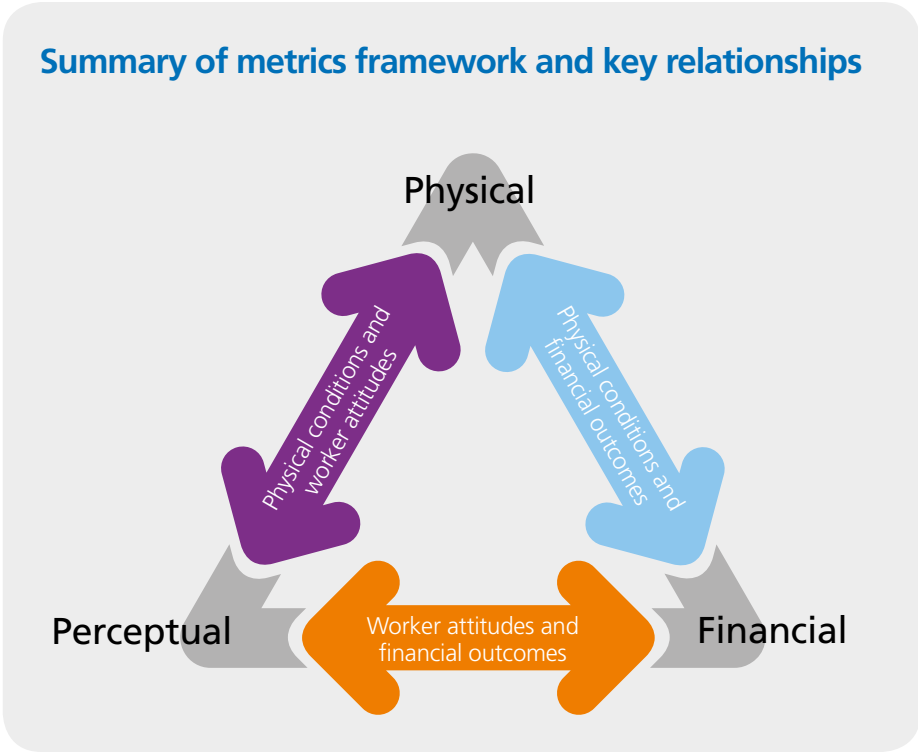 Summary of metrics framework and key relationships
Physical
Physical conditions and
worker attitudes
Physical conditions and
financial outcomes
Perceptual
Worker attitudes and
financial outcomes
Financial